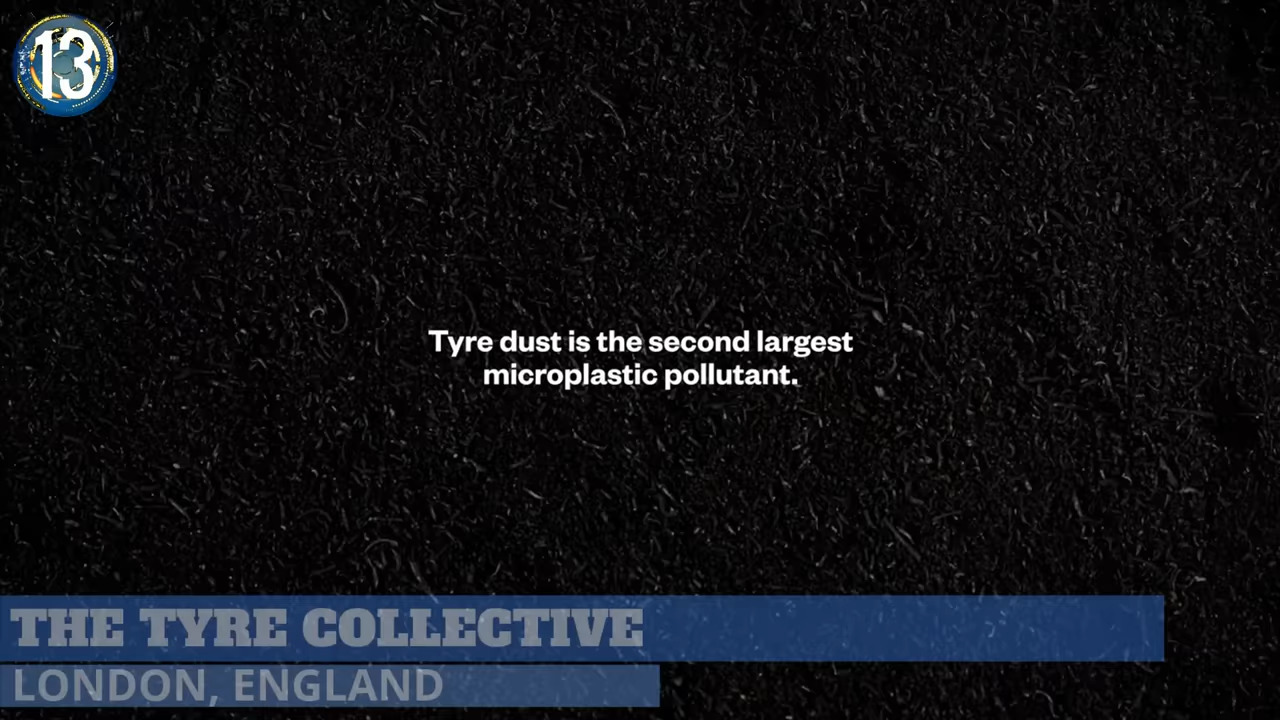 13
Tyre dust is the second largest
microplastic pollutant.
THE TYRE COLLECTIVE
LONDON, ENGLAND